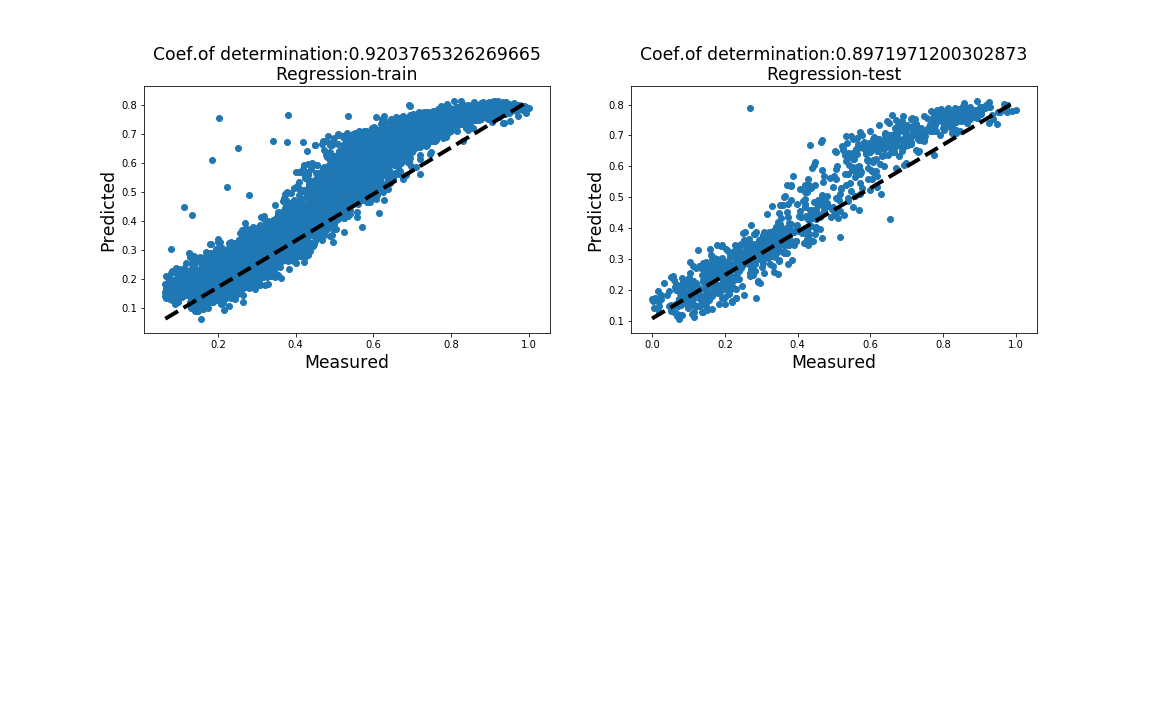 Coef.of determination:0.9203765326269665
Regression-train
0.8
0.7
0.6
0.5
0.4
0.3
0.2
0.1
Predicted
0.2 0.4 0.6 0.8 1.0
Measured
Coef.of determination:0.8971971200302873
Regression-test
0.8
0.7
0.6
0.5
0.4
0.3
0.2
0.1
Predicted
0.0 0.2 0.4 0.6 0.8 1.0
Measured